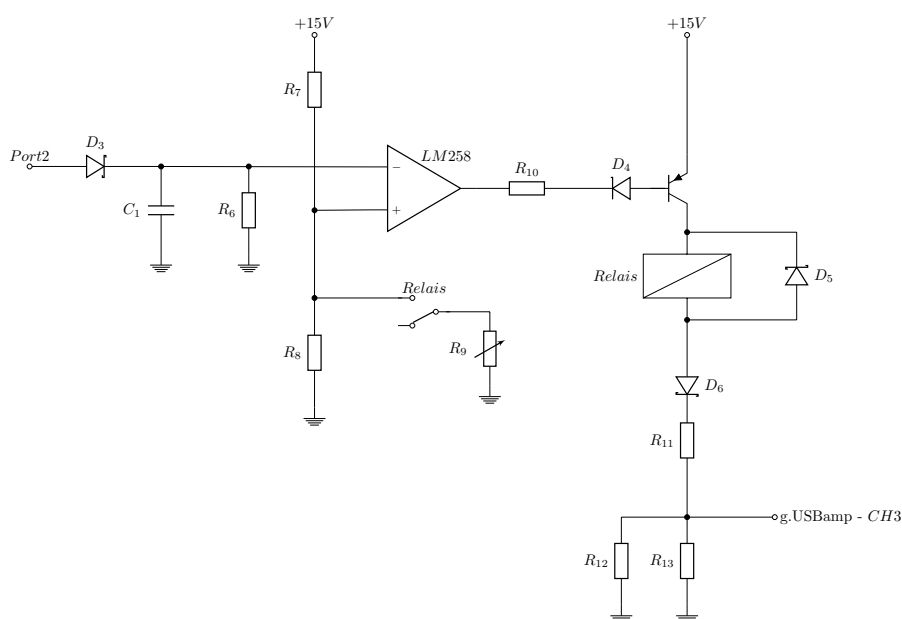 +15V
+15V
R7
D3
Port2
LM258
−
R10
D4
C1
R6
+
Relais
Relais
D5
R8
R9
D6
R11
g.USBamp - CH3
R12
R13